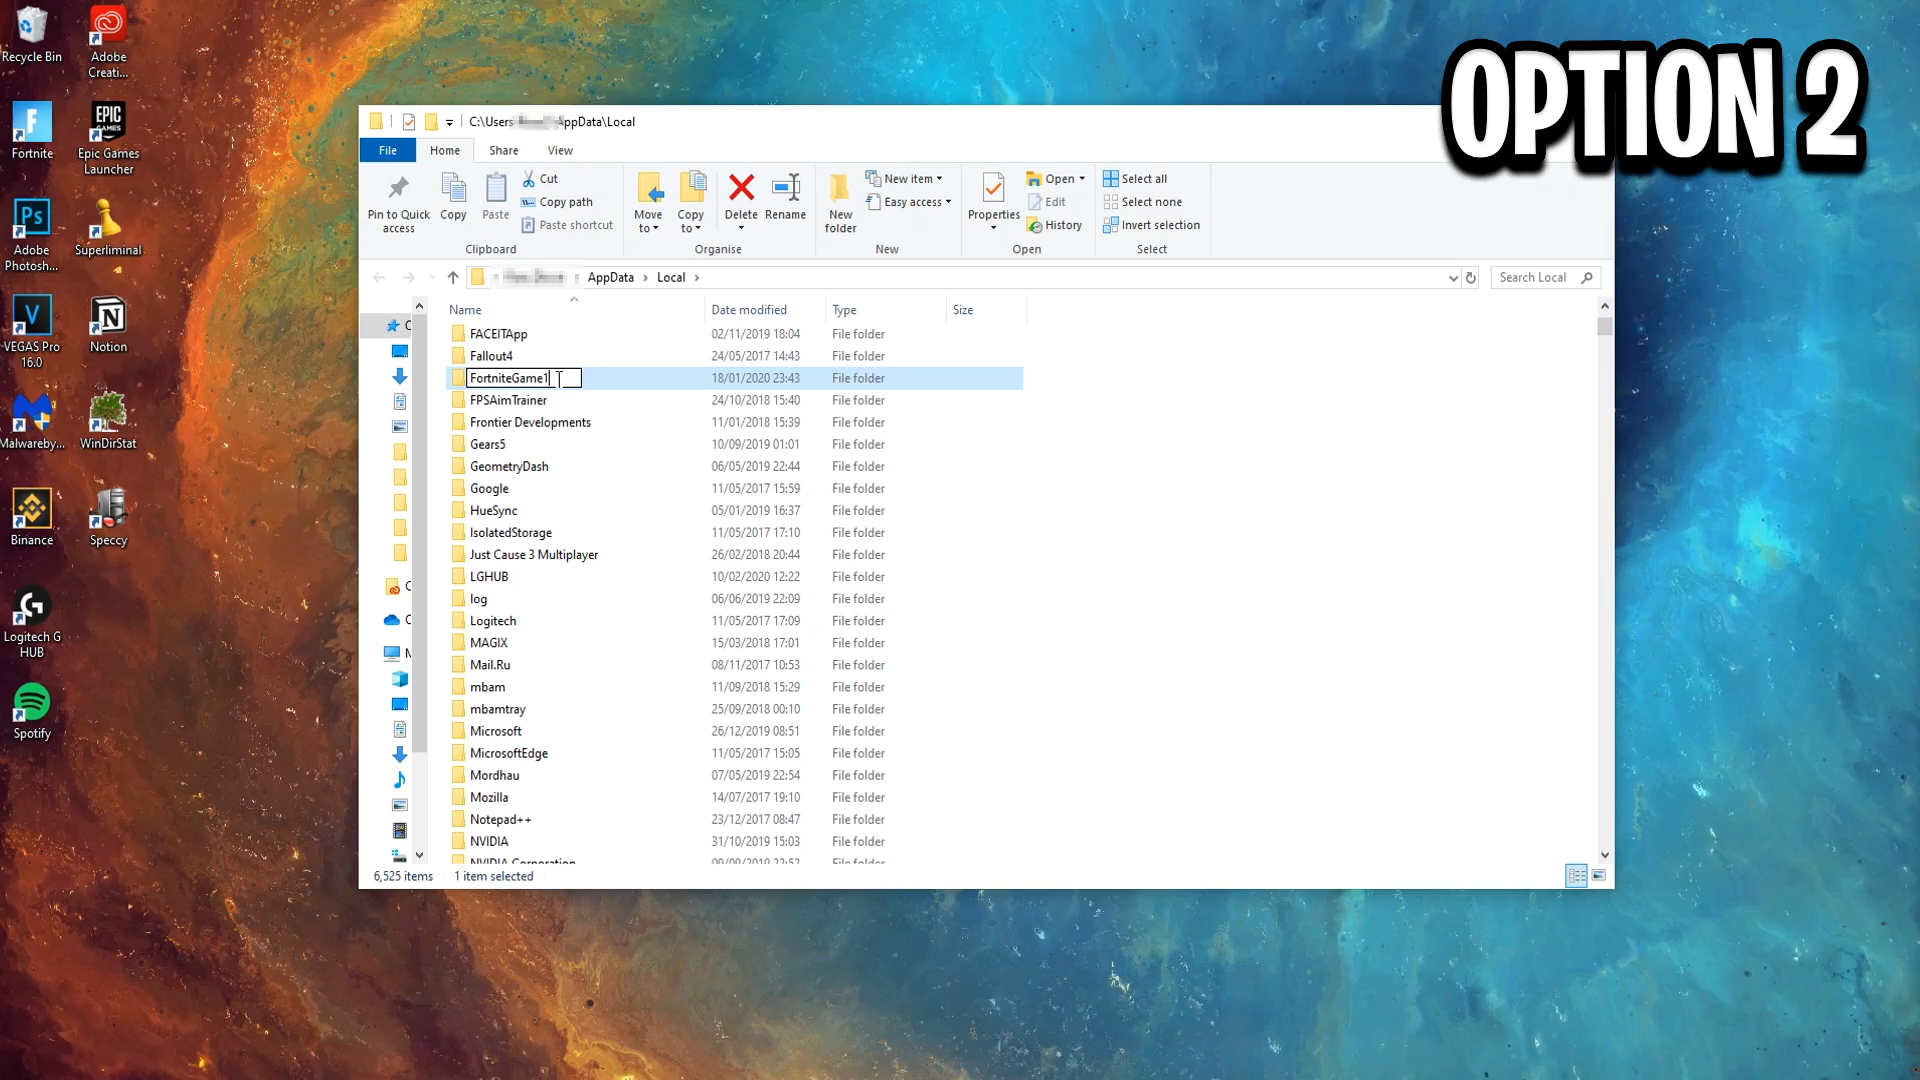 OPTION 2
Recycle Bin
Adobe Creati...
Fortnite
EPIC GAMES
Epic Games Launcher
Ps
Adobe Photosh...
Superliminal
VEGAS Pro 16.0
Notion
Malwareby...
WinDirStat
Binance
Speccy
Logitech G HUB
Spotify
C:\Users AppData\Local
File Home Share View
Pin to Quick access
Copy
Paste
Cut
Copy path
Paste shortcut
Clipboard
Move to
Copy to
Delete
Rename
Organise
New folder
New item
Easy access
New
Properties
Open
Edit
History
Open
Select all
Select none
Invert selection
Select
AppData > Local >
Search Local
Name Date modified Type Size
FACEITApp 02/11/2019 18:04 File folder
Fallout4 24/05/2017 14:43 File folder
FortniteGame1 18/01/2020 23:43 File folder
FPSAimTrainer 24/10/2018 15:40 File folder
Frontier Developments 11/01/2018 15:39 File folder
Gears5 10/09/2019 01:01 File folder
GeometryDash 06/05/2019 22:44 File folder
Google 11/05/2017 15:59 File folder
HueSync 05/01/2019 16:37 File folder
IsolatedStorage 11/05/2017 17:10 File folder
Just Cause 3 Multiplayer 26/02/2018 20:44 File folder
LGHUB 10/02/2020 12:22 File folder
log 06/06/2019 22:09 File folder
Logitech 11/05/2017 17:09 File folder
MAGIX 15/03/2018 17:01 File folder
Mail.Ru 08/11/2017 10:53 File folder
mbam 11/09/2018 15:29 File folder
mbamtray 25/09/2018 00:10 File folder
Microsoft 26/12/2019 08:51 File folder
MicrosoftEdge 11/05/2017 15:05 File folder
Mordhau 07/05/2019 22:54 File folder
Mozilla 14/07/2017 19:10 File folder
Notepad++ 23/12/2017 08:47 File folder
NVIDIA 31/10/2019 15:03 File folder
NVIDIA Corporation 09/09/2019 22:52 File folder
6,525 items 1 item selected